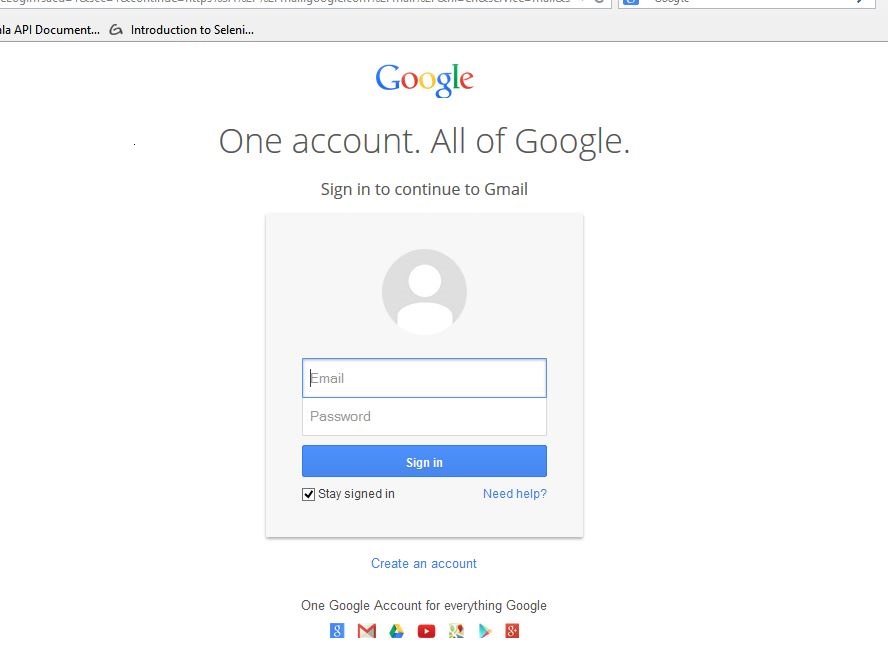 Google
ala API Document... Introduction to Seleni...
Google
One account. All of Google.
Sign in to continue to Gmail
Email
Password
Sign in
Stay signed in Need help?
Create an account
One Google Account for everything Google